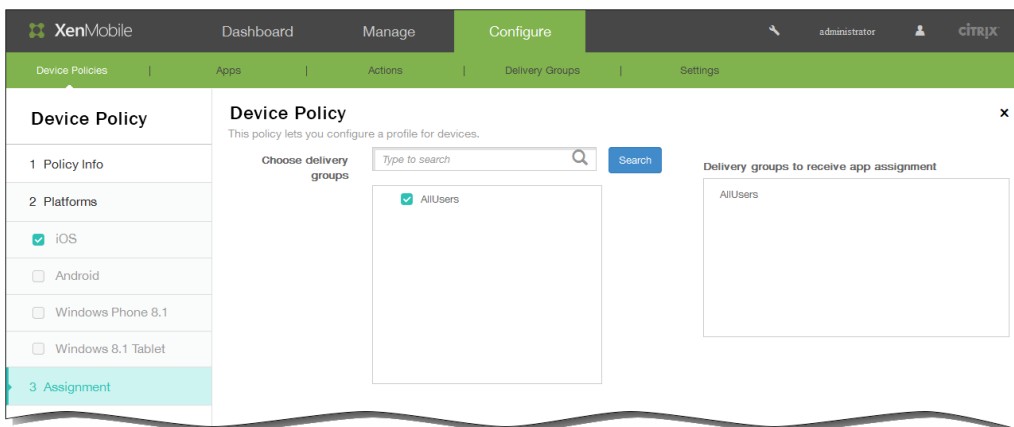 XenMobile Dashboard Manage Configure administrator CITRIX
Device Policies | Apps | Actions | Delivery Groups | Settings
Device Policy
1 Policy Info
2 Platforms
iOS
Android
Windows Phone 8.1
Windows 8.1 Tablet
3 Assignment
Device Policy
x
This policy lets you configure a profile for devices.
Choose delivery
groups
Type to search
Search
AllUsers
Delivery groups to receive app assignment
AllUsers